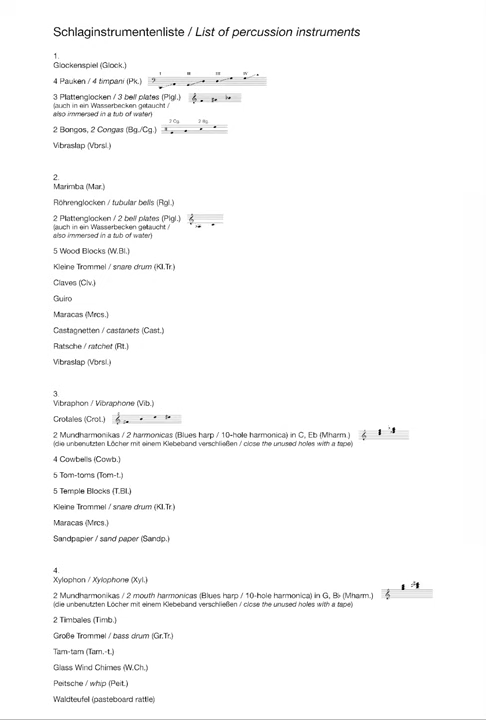 Schlaginstrumentenliste / List of percussion instruments
1.
Glockenspiel (Glock.)
4 Pauken / 4 timpani (Pk.) I II III IV
3 Plattenglocken / 3 bell plates (Plgl.)
(auch in ein Wasserbecken getaucht /
also immersed in a tub of water)
2 Bongos, 2 Congas (Bg./Cg.) 2 Cg. 2 Bg.
Vibraslap (Vbrsl.)
2.
Marimba (Mar.)
Röhrenglocken / tubular bells (Rgl.)
2 Plattenglocken / 2 bell plates (Plgl.)
(auch in ein Wasserbecken getaucht /
also immersed in a tub of water)
5 Wood Blocks (W.Bl.)
Kleine Trommel / snare drum (Kl.Tr.)
Claves (Clv.)
Guiro
Maracas (Mrcs.)
Castagnetten / castanets (Cast.)
Ratsche / ratchet (Rt.)
Vibraslap (Vbrsl.)
3.
Vibraphon / Vibraphone (Vib.)
Crotales (Crot.)
2 Mundharmonikas / 2 harmonicas (Blues harp / 10-hole harmonica) in C, Eb (Mharm.)
(die unbenutzten Löcher mit einem Klebeband verschließen / close the unused holes with a tape)
4 Cowbells (Cowb.)
5 Tom-toms (Tom-t.)
5 Temple Blocks (T.Bl.)
Kleine Trommel / snare drum (Kl.Tr.)
Maracas (Mrcs.)
Sandpapier / sand paper (Sandp.)
4.
Xylophon / Xylophone (Xyl.)
2 Mundharmonikas / 2 mouth harmonicas (Blues harp / 10-hole harmonica) in G, B♭ (Mharm.)
(die unbenutzten Löcher mit einem Klebeband verschließen / close the unused holes with a tape)
2 Timbales (Timb.)
Große Trommel / bass drum (Gr.Tr.)
Tam-tam (Tam.-t.)
Glass Wind Chimes (W.Ch.)
Peitsche / whip (Peit.)
Waldteufel (pasteboard rattle)